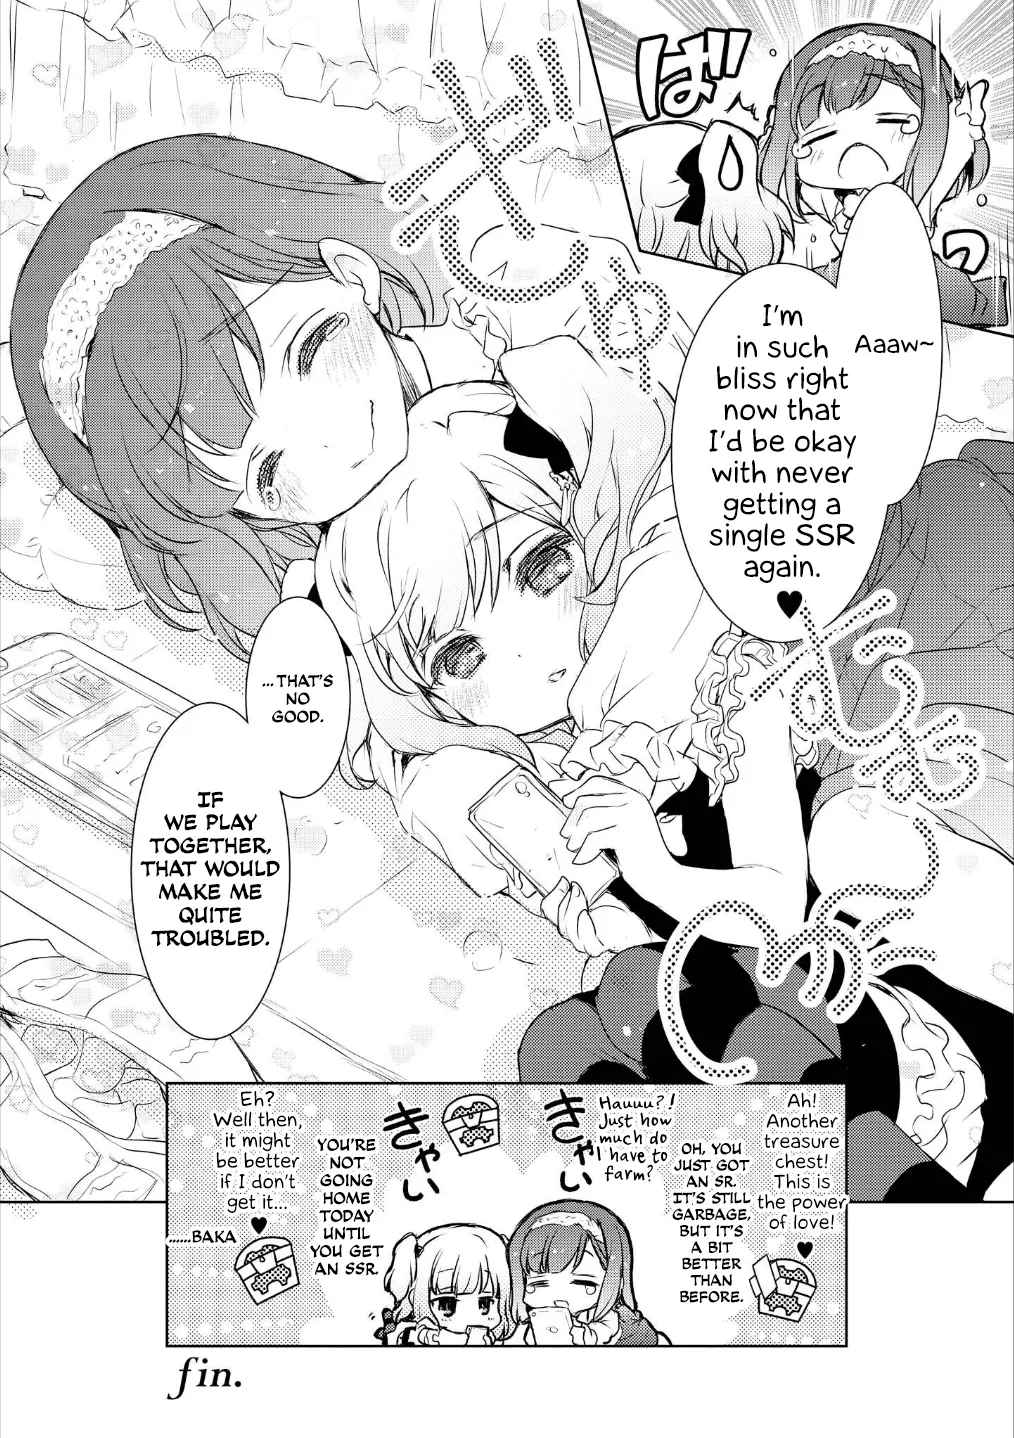 ばっ
Aaaw~
I'm
in such
bliss right
now that
I'd be okay
with never
getting a
single SSR
again.
♥
ぎしゅ
...THAT'S
NO
GOOD.
IF
WE PLAY
TOGETHER,
THAT WOULD
MAKE ME
QUITE
TROUBLED.
Ah!
Another
treasure
chest!
This is
the power
of love!
♥
OH, YOU
JUST GOT
AN SR.
IT'S STILL
GARBAGE,
BUT IT'S
A BIT
BETTER
THAN
BEFORE.
Hauuu?!
Just how
much do
I have to
farm?
きゃい
きゃい
YOU'RE
NOT
GOING
HOME
TODAY
UNTIL
YOU GET
AN SSR.
Eh?
Well then,
it might
be better
if I don't
get it...
♥
......BAKA
fin.